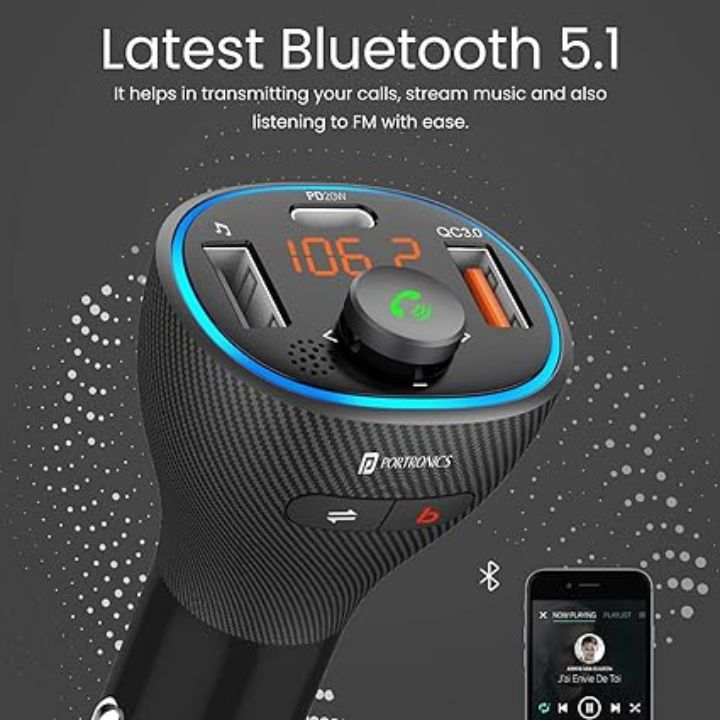 Latest Bluetooth 5.1
It helps in transmitting your calls, stream music and also
listening to FM with ease.
PD20W
QC3.0
106.2
PORTRONICS
NOW PLAYING PLAYLIST
J'ai Envie De Toi